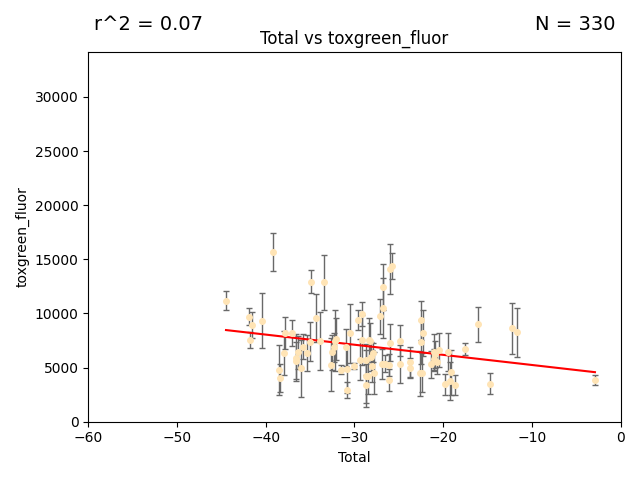 r^2 = 0.07
N = 330
Total vs toxgreen_fluor
30000
25000
20000
15000
10000
5000
0
toxgreen_fluor
−60
−50
−40
−30
−20
−10
0
Total